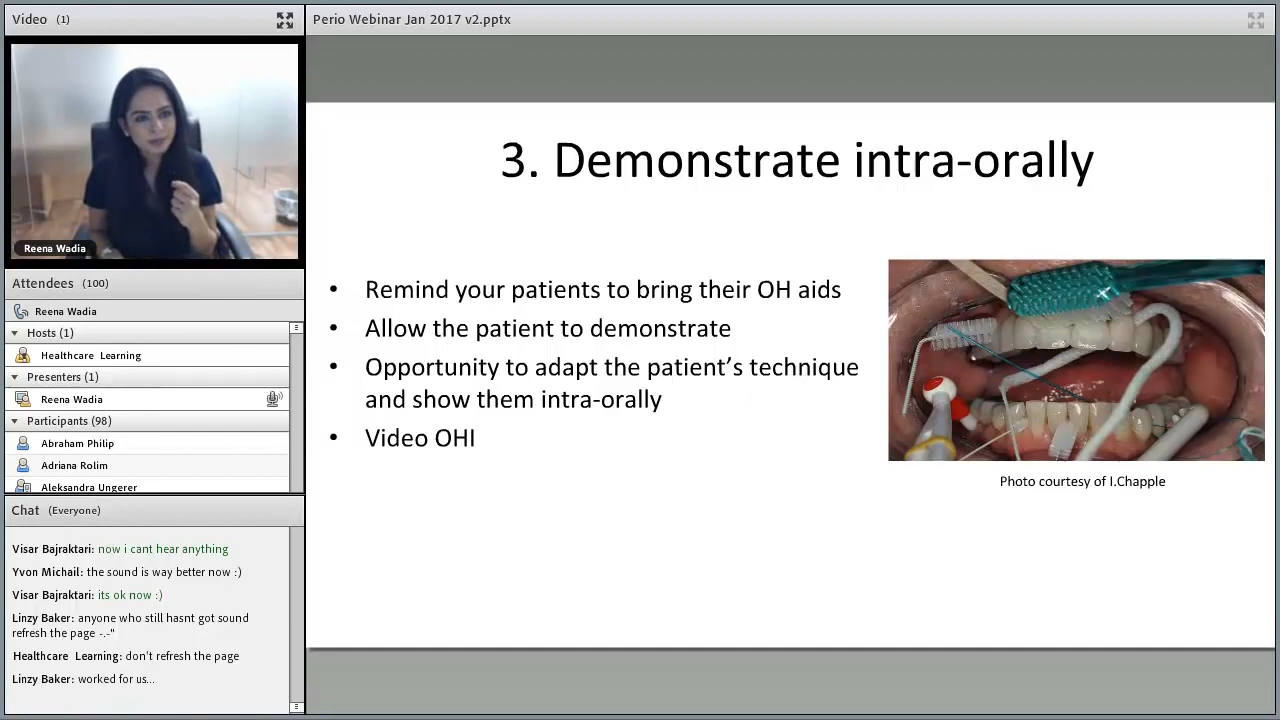 Video (1)
Reena Wadia
Attendees (100)
Reena Wadia
Hosts (1)
Healthcare Learning
Presenters (1)
Reena Wadia
Participants (98)
Abraham Philip
Adriana Rolim
Aleksandra Ungerer
Chat (Everyone)
Visar Bajraktari: now i cant hear anything
Yvon Michail: the sound is way better now :)
Visar Bajraktari: its ok now :)
Linzy Baker: anyone who still hasnt got sound
refresh the page -.-"
Healthcare Learning: don't refresh the page
Linzy Baker: worked for us...
Perio Webinar Jan 2017 v2.pptx
3. Demonstrate intra-orally
• Remind your patients to bring their OH aids
• Allow the patient to demonstrate
• Opportunity to adapt the patient’s technique
and show them intra-orally
• Video OHI
Photo courtesy of I.Chapple